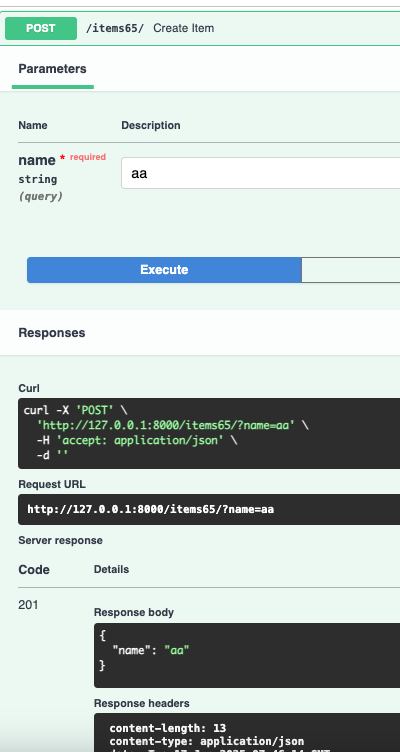 POST /items65/ Create Item
Parameters
Name Description
name * required
string
(query)
aa
Execute
Responses
Curl
curl -X 'POST' \
'http://127.0.0.1:8000/items65/?name=aa' \
-H 'accept: application/json' \
-d ''
Request URL
http://127.0.0.1:8000/items65/?name=aa
Server response
Code Details
201
Response body
{
"name": "aa"
}
Response headers
content-length: 13
content-type: application/json